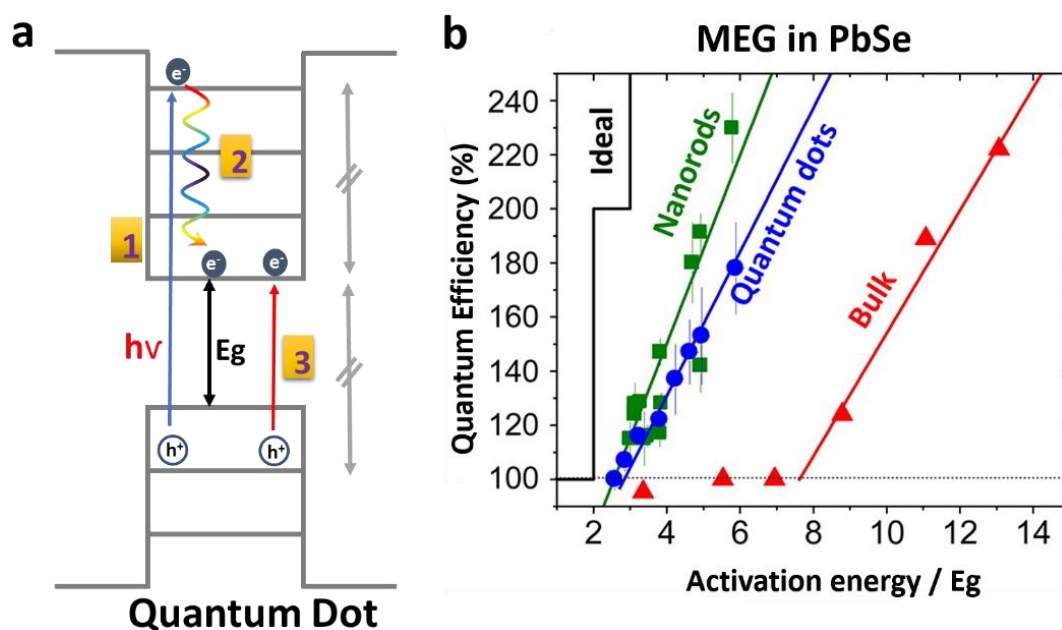 a
e-
1
2
e-
e-
hν
Eg
3
h+
h+
Quantum Dot
b
MEG in PbSe
Quantum Efficiency (%)
240
220
200
180
160
140
120
100
Ideal
Nanorods
Quantum dots
Bulk
2 4 6 8 10 12 14
Activation energy / Eg